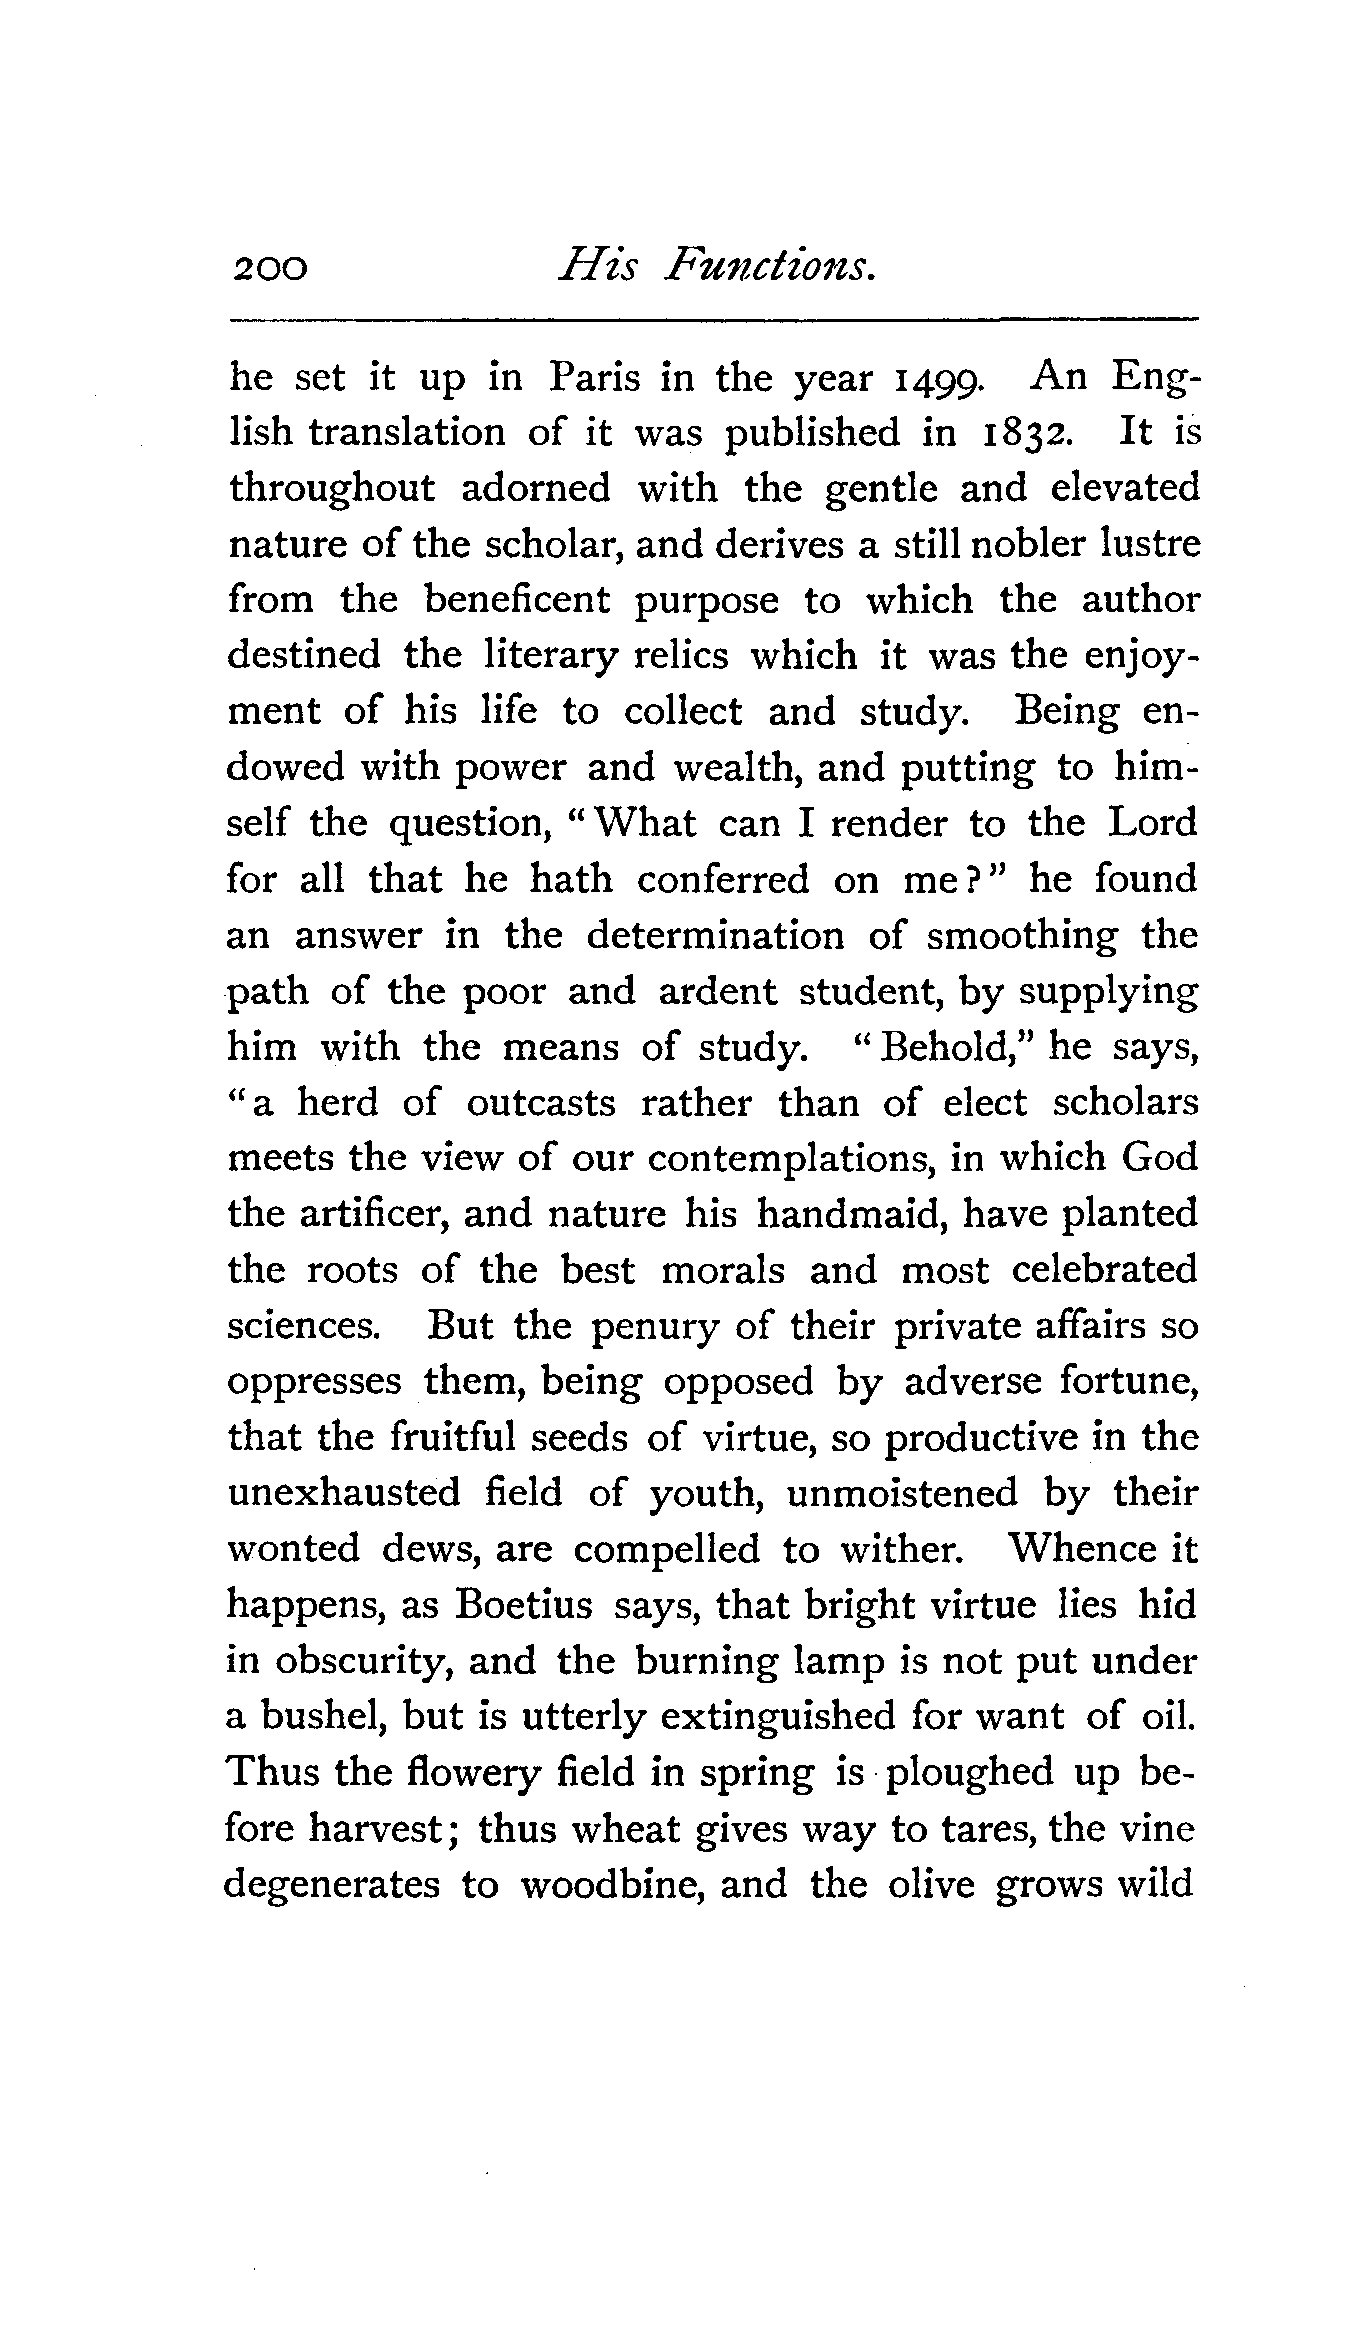 200 His Functions.
he set it up in Paris in the year 1499. An Eng-
lish translation of it was published in 1832. It is
throughout adorned with the gentle and elevated
nature of the scholar, and derives a still nobler lustre
from the beneficent purpose to which the author
destined the literary relics which it was the enjoy-
ment of his life to collect and study. Being en-
dowed with power and wealth, and putting to him-
self the question, "What can I render to the Lord
for all that he hath conferred on me?" he found
an answer in the determination of smoothing the
path of the poor and ardent student, by supplying
him with the means of study. "Behold," he says,
"a herd of outcasts rather than of elect scholars
meets the view of our contemplations, in which God
the artificer, and nature his handmaid, have planted
the roots of the best morals and most celebrated
sciences. But the penury of their private affairs so
oppresses them, being opposed by adverse fortune,
that the fruitful seeds of virtue, so productive in the
unexhausted field of youth, unmoistened by their
wonted dews, are compelled to wither. Whence it
happens, as Boetius says, that bright virtue lies hid
in obscurity, and the burning lamp is not put under
a bushel, but is utterly extinguished for want of oil.
Thus the flowery field in spring is ploughed up be-
fore harvest; thus wheat gives way to tares, the vine
degenerates to woodbine, and the olive grows wild